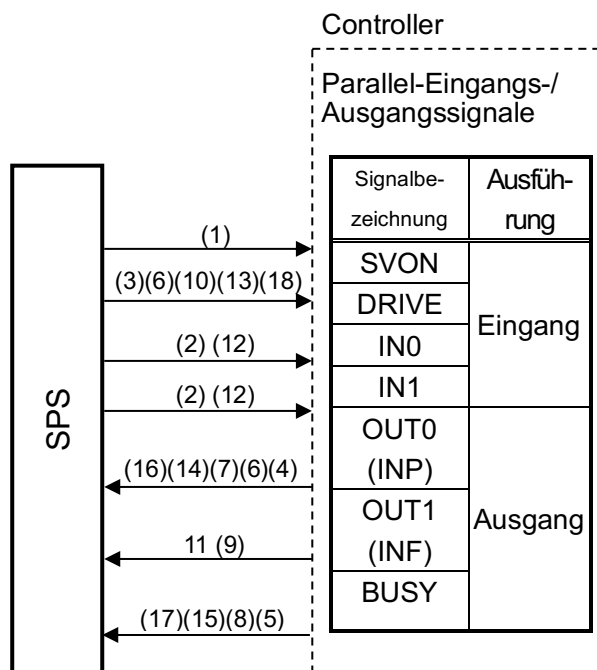 Controller
Parallel-Eingangs-/
Ausgangssignale
Signalbe-
zeichnung
Ausfüh-
rung
SPS
(1)
SVON
(3)(6)(10)(13)(18)
DRIVE
Eingang
(2) (12)
IN0
(2) (12)
IN1
(16)(14)(7)(6)(4)
OUT0
(INP)
11 (9)
OUT1
(INF)
Ausgang
(17)(15)(8)(5)
BUSY